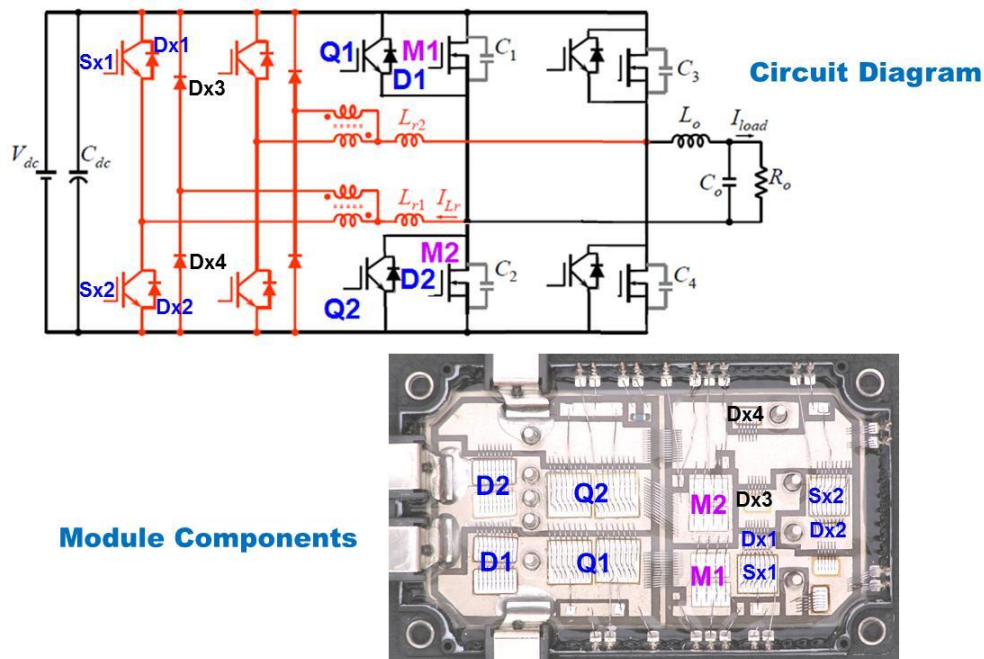 Q1
M1
C1
Dx1
Sx1
D1
C3
Circuit Diagram
Dx3
Lr2
Lo
Iload
Vdc
Cdc
Co
Ro
Lr1
ILr
M2
Dx4
D2
C2
C4
Sx2
Dx2
Q2
Dx4
D2
Q2
M2
Dx3
Sx2
Dx1
Dx2
Module Components
D1
Q1
M1
Sx1